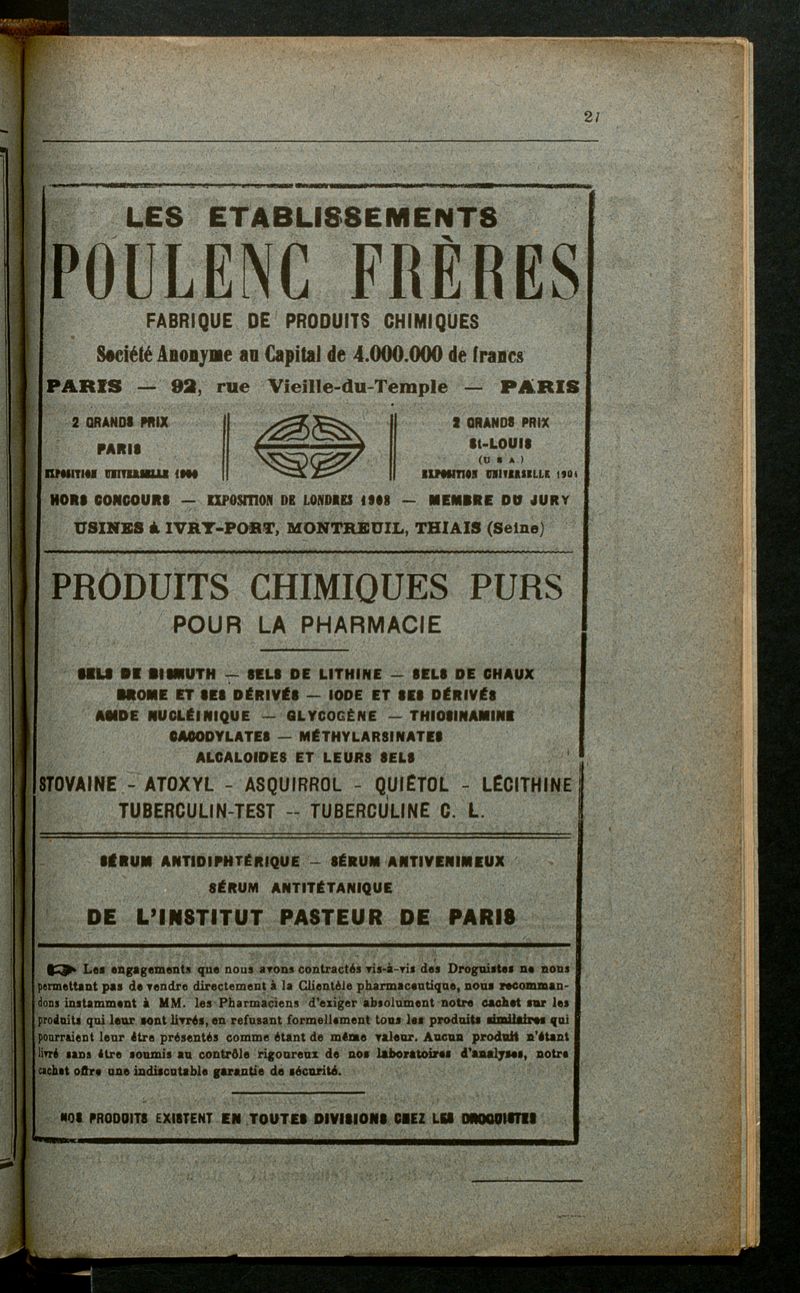 27
LES ETABLISSEMENTS
POULENC FRÈRES
FABRIQUE DE PRODUITS CHIMIQUES
Société Anonyme au Capital de 4.000.000 de francs
PARIS — 92, rue Vieille-du-Temple — PARIS
2 GRANDS PRIX
PARIS
EXPOSITION UNIVERSELLE 1900
2 GRANDS PRIX
St-LOUIS
(U S A)
EXPOSITION UNIVERSELLE 1904
HORS CONCOURS — EXPOSITION DE LONDRES 1908 — MEMBRE DU JURY
USINES à IVRY-PORT, MONTREUIL, THIAIS (Seine)
PRODUITS CHIMIQUES PURS
POUR LA PHARMACIE
SELS DE BISMUTH — SELS DE LITHINE — SELS DE CHAUX
BROME ET SES DÉRIVÉS — IODE ET SES DÉRIVÉS
AMIDE NUCLÉINIQUE — GLYCOGÈNE — THIOSINAMINE
CACODYLATES — MÉTHYLARSINATES
ALCALOIDES ET LEURS SELS
STOVAINE - ATOXYL - ASQUIRROL - QUIÉTOL - LÉCITHINE
TUBERCULIN-TEST -- TUBERCULINE C. L.
SÉRUM ANTIDIPHTÉRIQUE — SÉRUM ANTIVENIMEUX
SÉRUM ANTITÉTANIQUE
DE L'INSTITUT PASTEUR DE PARIS
☛ Les engagements que nous avons contractés vis-à-vis des Droguistes ne nous
permettant pas de vendre directement à la Clientèle pharmaceutique, nous recomman-
dons instamment à MM. les Pharmaciens d'exiger absolument notre cachet sur les
produits qui leur sont livrés, en refusant formellement tous les produits similaires qui
pourraient leur être présentés comme étant de même valeur. Aucun produit n'étant
livré sans être soumis au contrôle rigoureux de nos laboratoires d'analyses, notre
cachet offre une indiscutable garantie de sécurité.
NOS PRODUITS EXISTENT EN TOUTES DIVISIONS CHEZ LES DROGUISTES